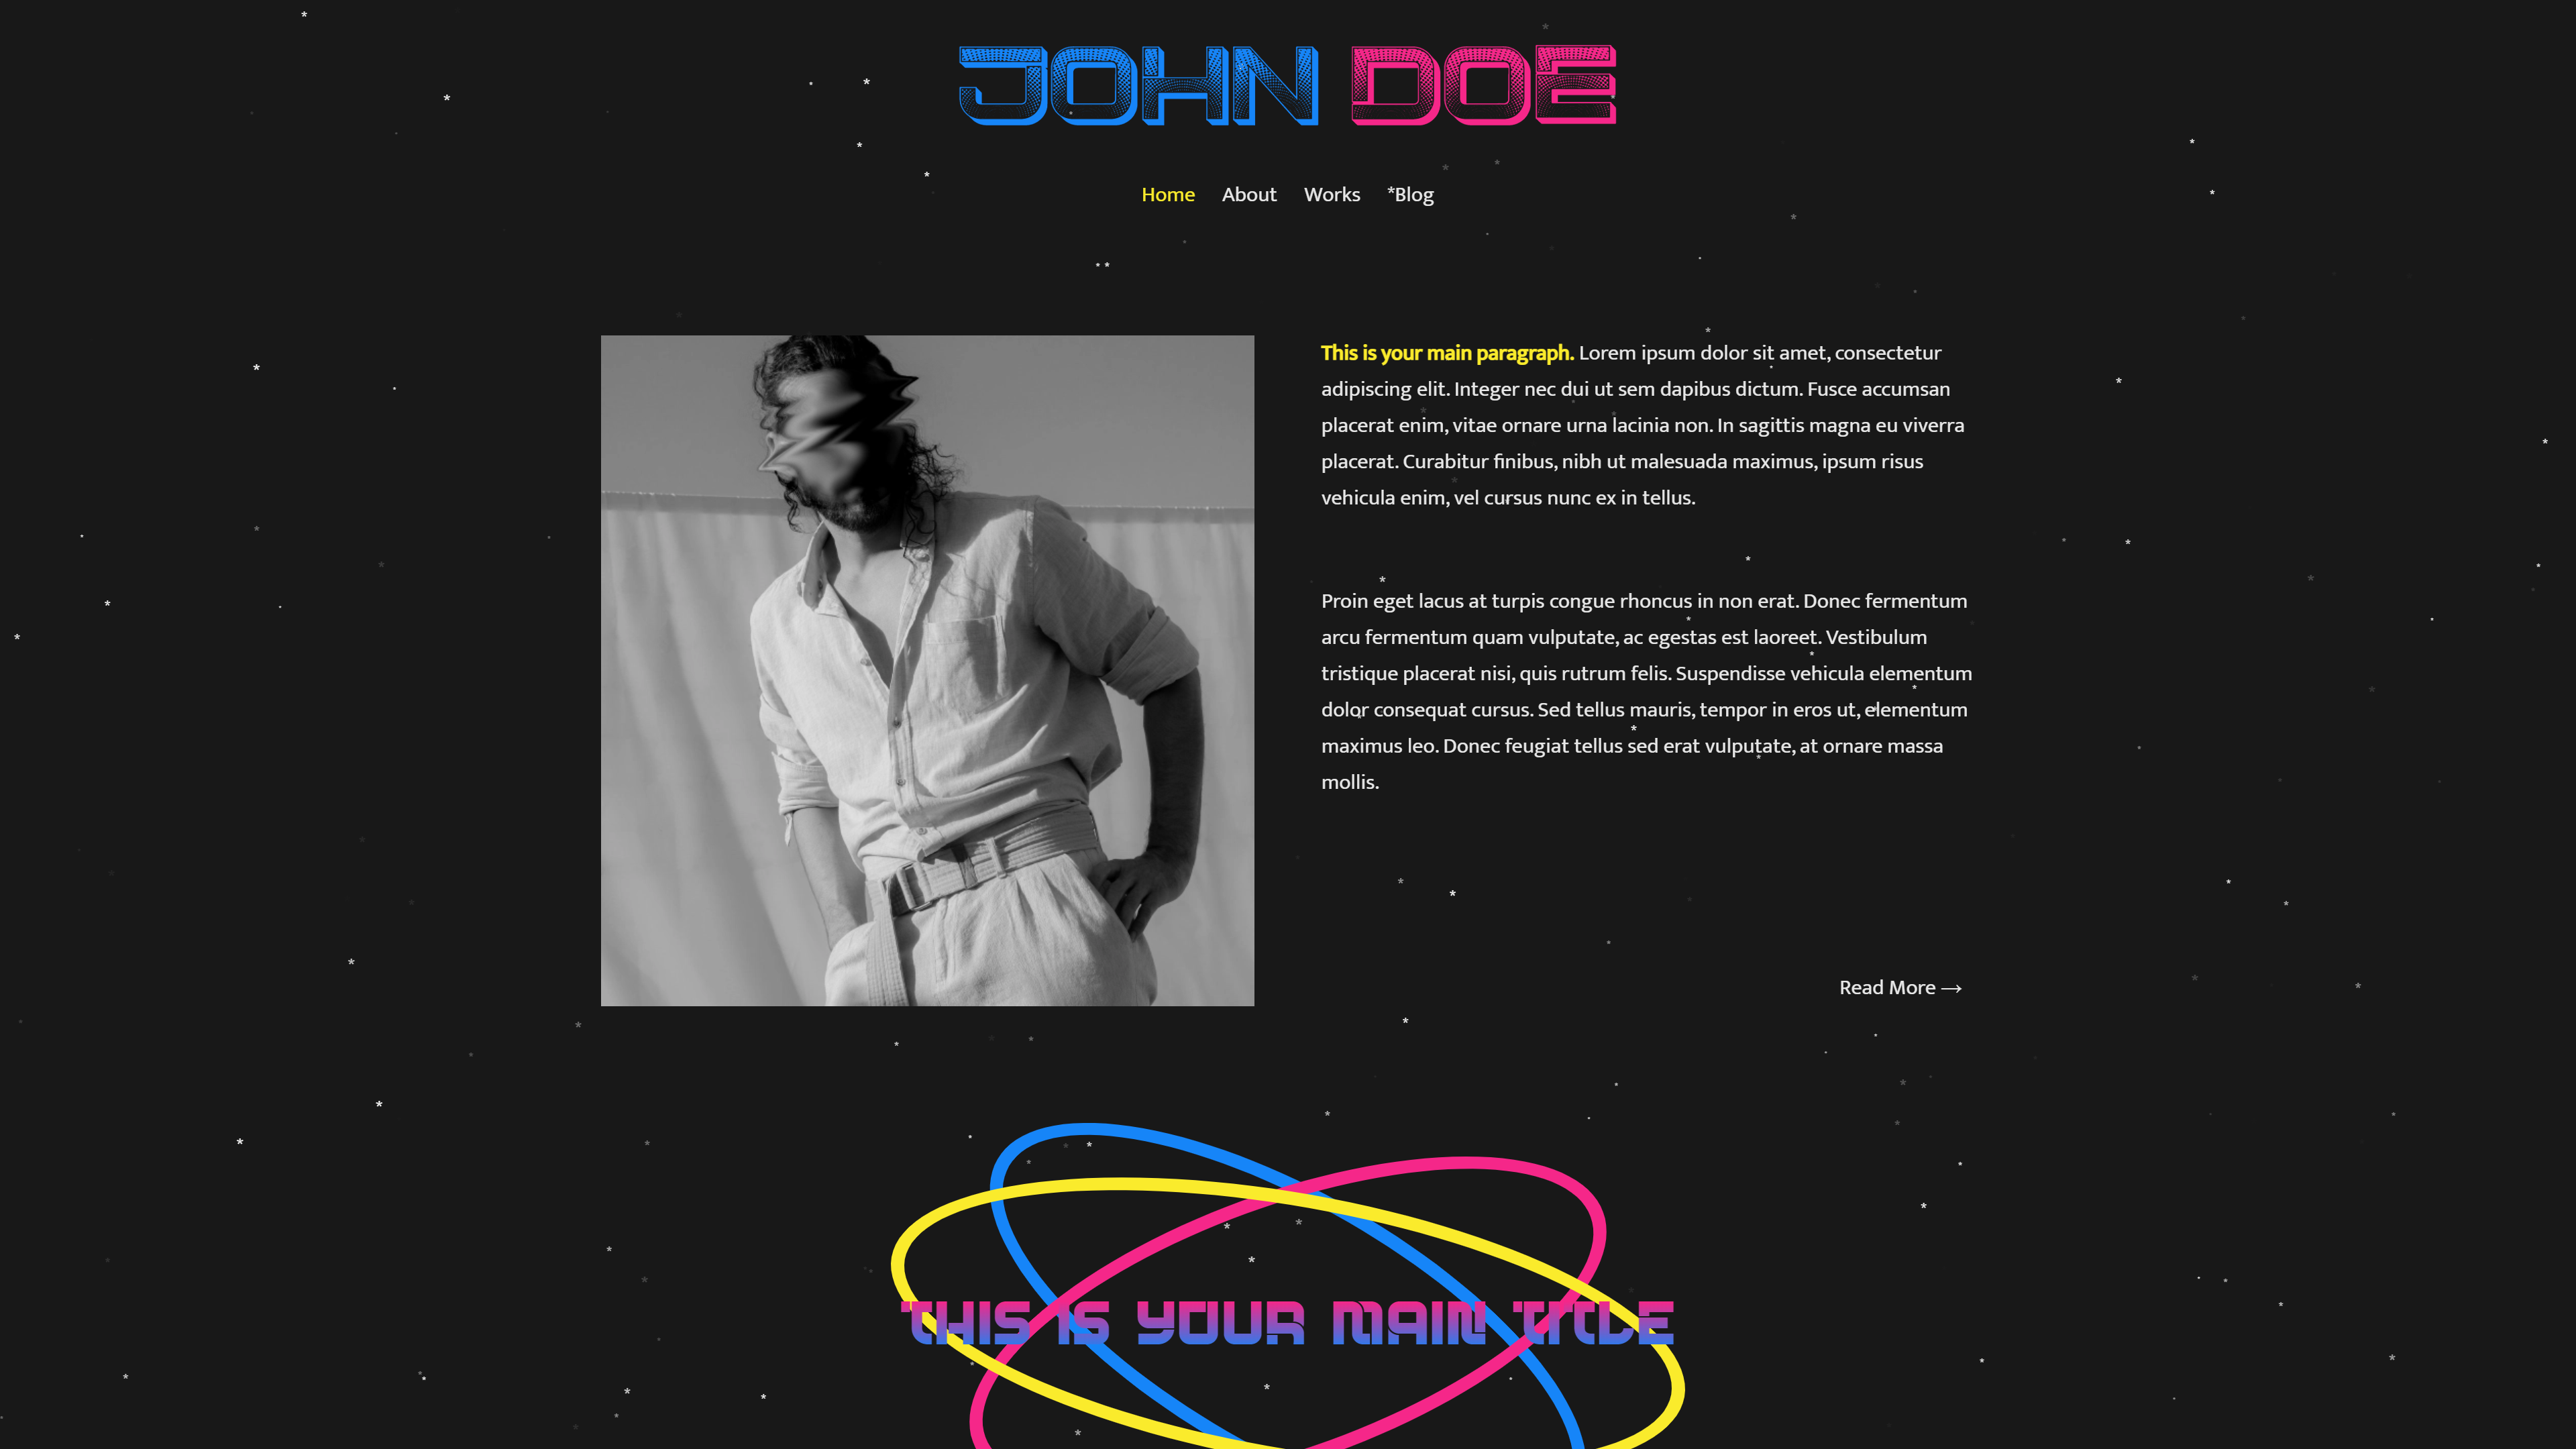 JOHN DOE
Home About Works Blog
This is your main paragraph. Lorem ipsum dolor sit amet, consectetur
adipiscing elit. Integer nec dui ut sem dapibus dictum. Fusce accumsan
placerat enim, vitae ornare urna lacinia non. In sagittis magna eu viverra
placerat. Curabitur finibus, nibh ut malesuada maximus, ipsum risus
vehicula enim, vel cursus nunc ex in tellus.
Proin eget lacus at turpis congue rhoncus in non erat. Donec fermentum
arcu fermentum quam vulputate, ac egestas est laoreet. Vestibulum
tristique placerat nisi, quis rutrum felis. Suspendisse vehicula elementum
dolor consequat cursus. Sed tellus mauris, tempor in eros ut, elementum
maximus leo. Donec feugiat tellus sed erat vulputate, at ornare massa
mollis.
Read More →
THIS IS YOUR MAIN TITLE